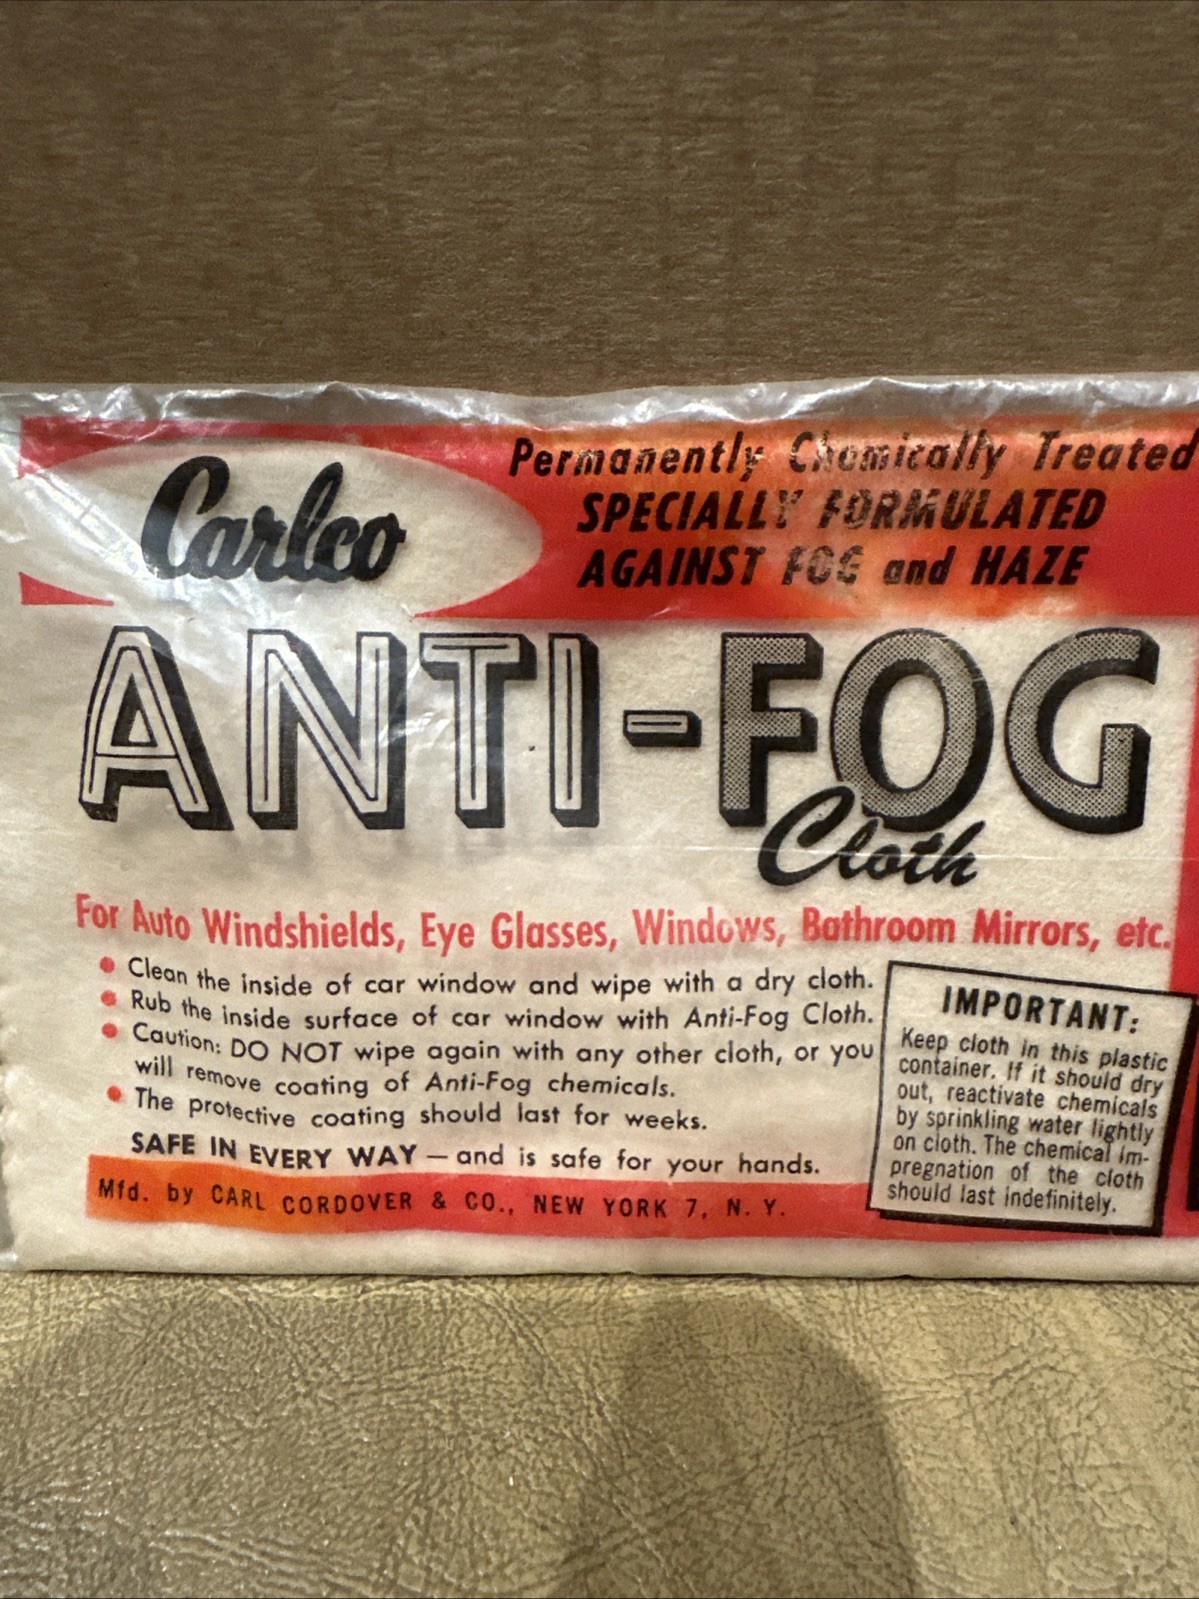 Carlco
Permanently Chemically Treated
SPECIALLY FORMULATED
AGAINST FOG and HAZE
ANTI-FOG
Cloth
For Auto Windshields, Eye Glasses, Windows, Bathroom Mirrors, etc.
• Clean the inside of car window and wipe with a dry cloth.
• Rub the inside surface of car window with Anti-Fog Cloth.
• Caution: DO NOT wipe again with any other cloth, or you
will remove coating of Anti-Fog chemicals.
• The protective coating should last for weeks.
SAFE IN EVERY WAY — and is safe for your hands.
Mfd. by CARL CORDOVER & CO., NEW YORK 7, N. Y.
IMPORTANT:
Keep cloth in this plastic
container. If it should dry
out, reactivate chemicals
by sprinkling water lightly
on cloth. The chemical im-
pregnation of the cloth
should last indefinitely.